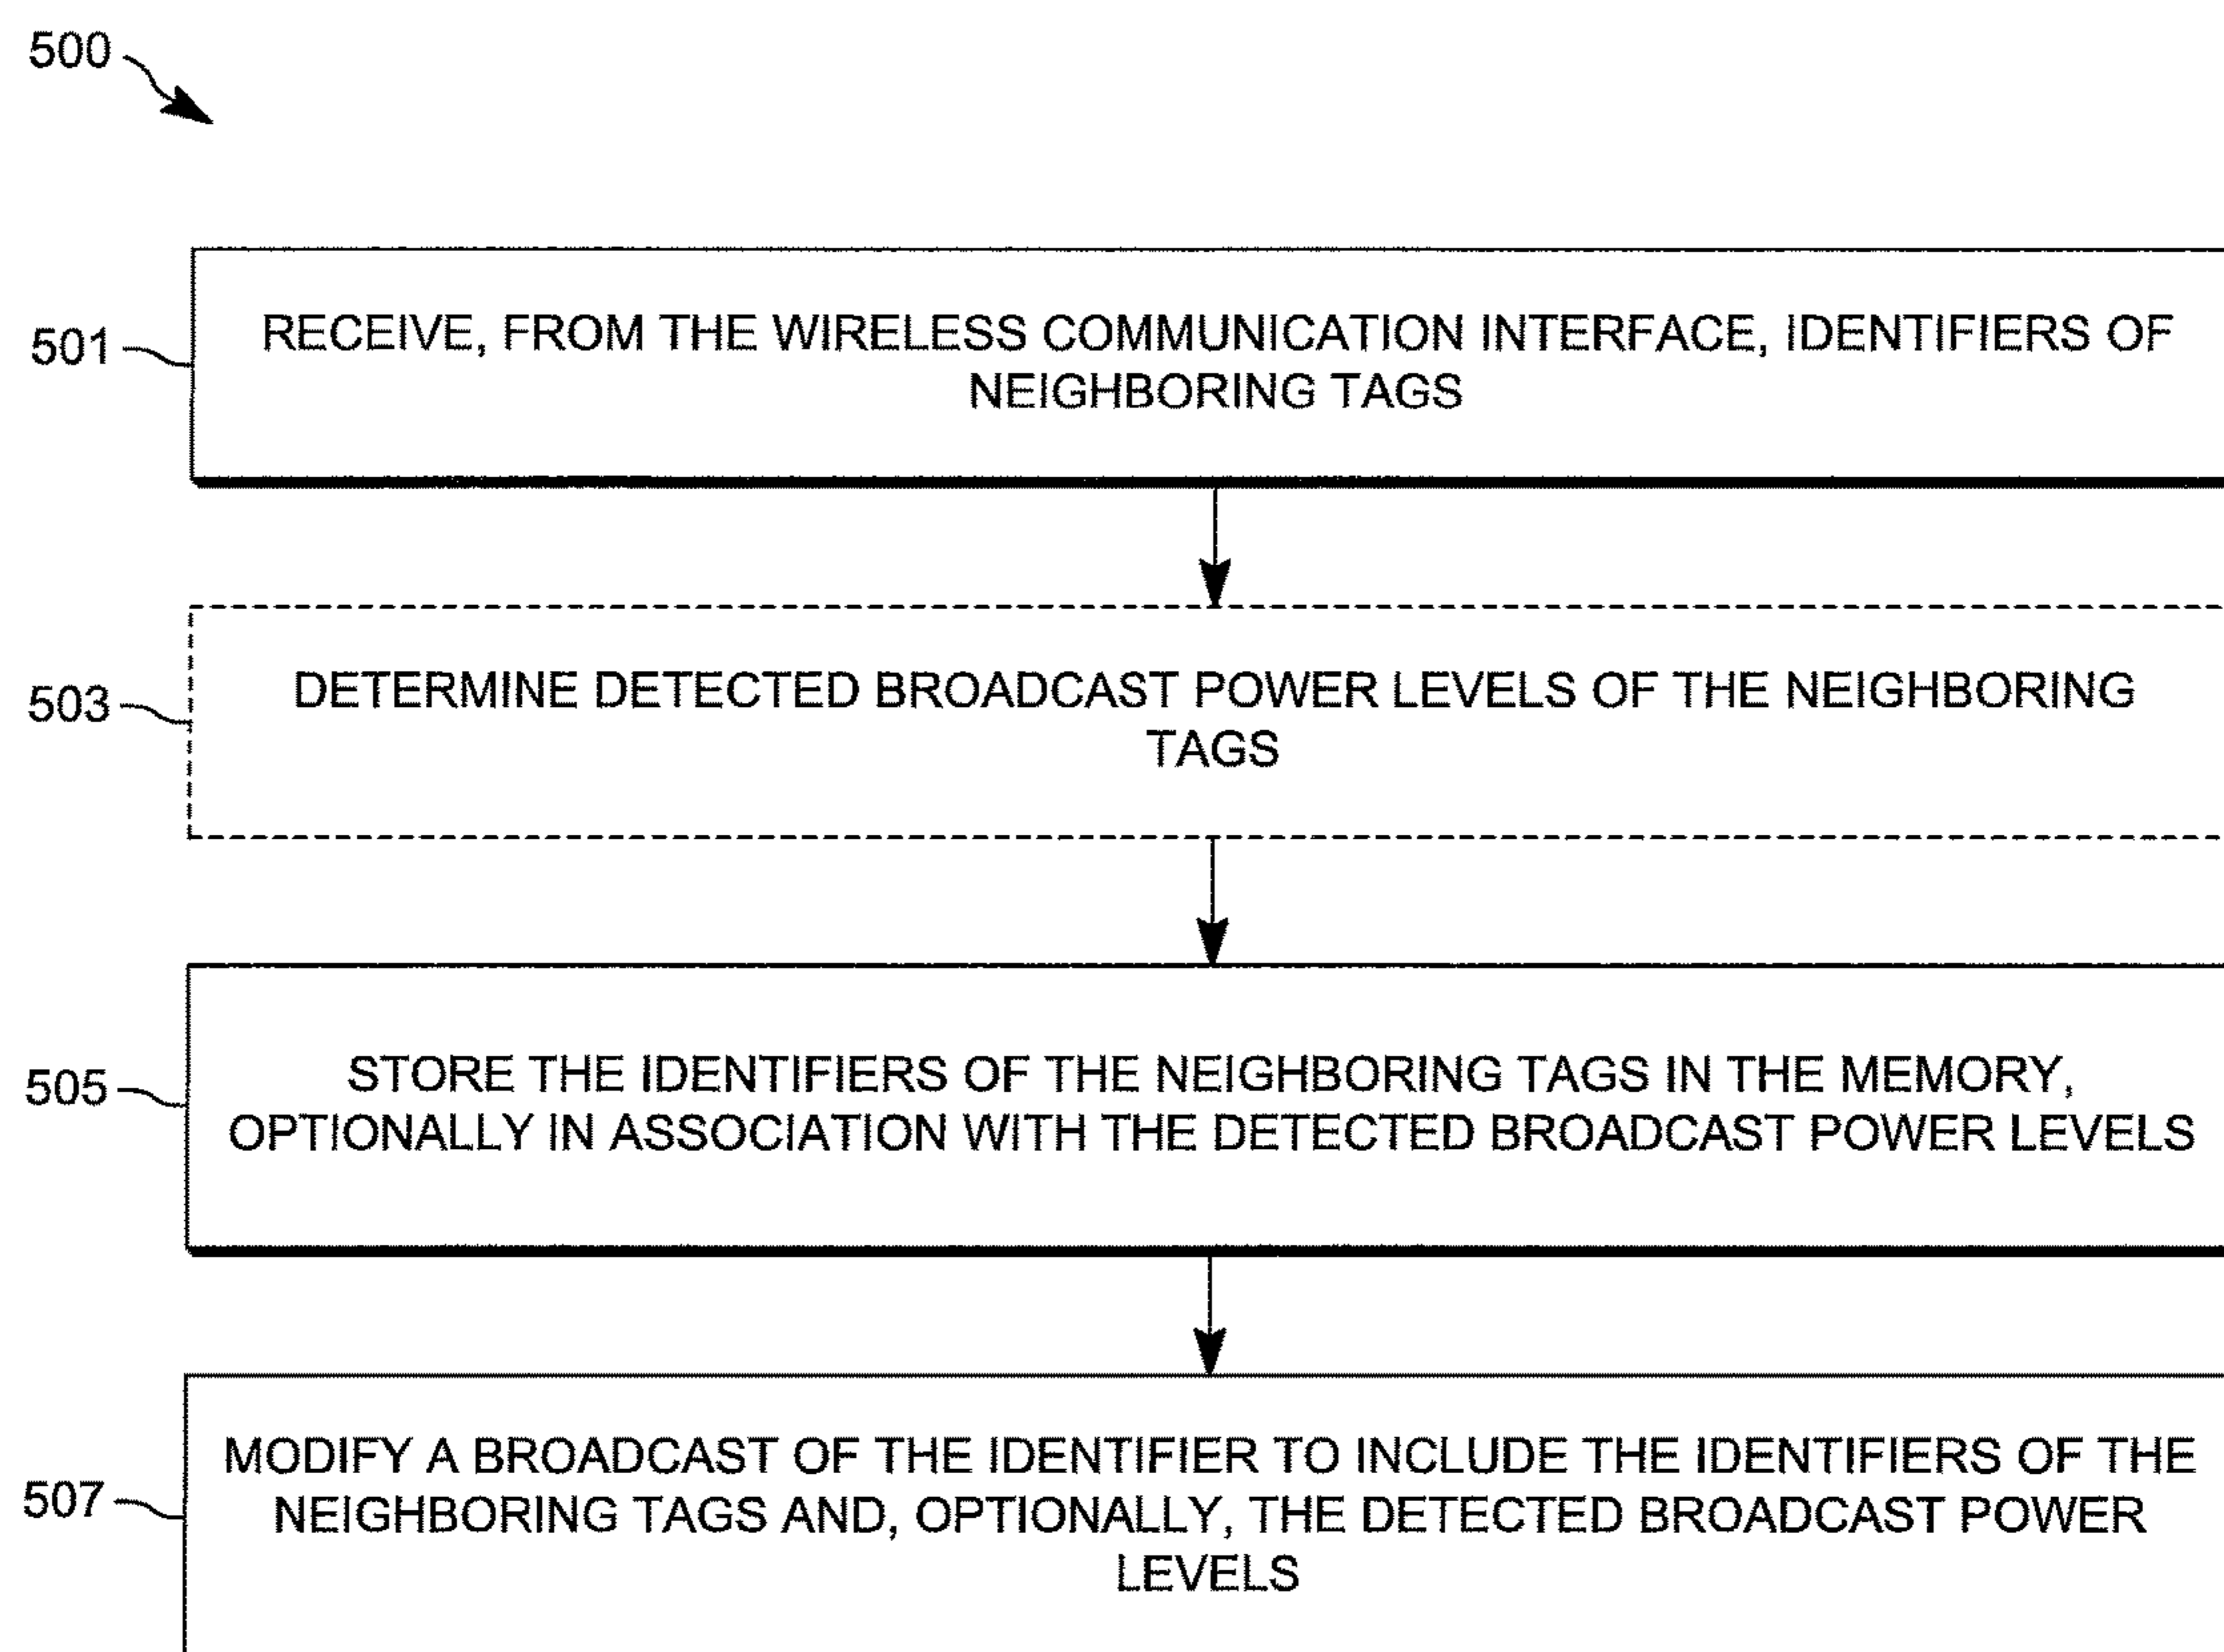 500
501
RECEIVE, FROM THE WIRELESS COMMUNICATION INTERFACE, IDENTIFIERS OF
NEIGHBORING TAGS
503
DETERMINE DETECTED BROADCAST POWER LEVELS OF THE NEIGHBORING
TAGS
505
STORE THE IDENTIFIERS OF THE NEIGHBORING TAGS IN THE MEMORY,
OPTIONALLY IN ASSOCIATION WITH THE DETECTED BROADCAST POWER LEVELS
507
MODIFY A BROADCAST OF THE IDENTIFIER TO INCLUDE THE IDENTIFIERS OF THE
NEIGHBORING TAGS AND, OPTIONALLY, THE DETECTED BROADCAST POWER
LEVELS